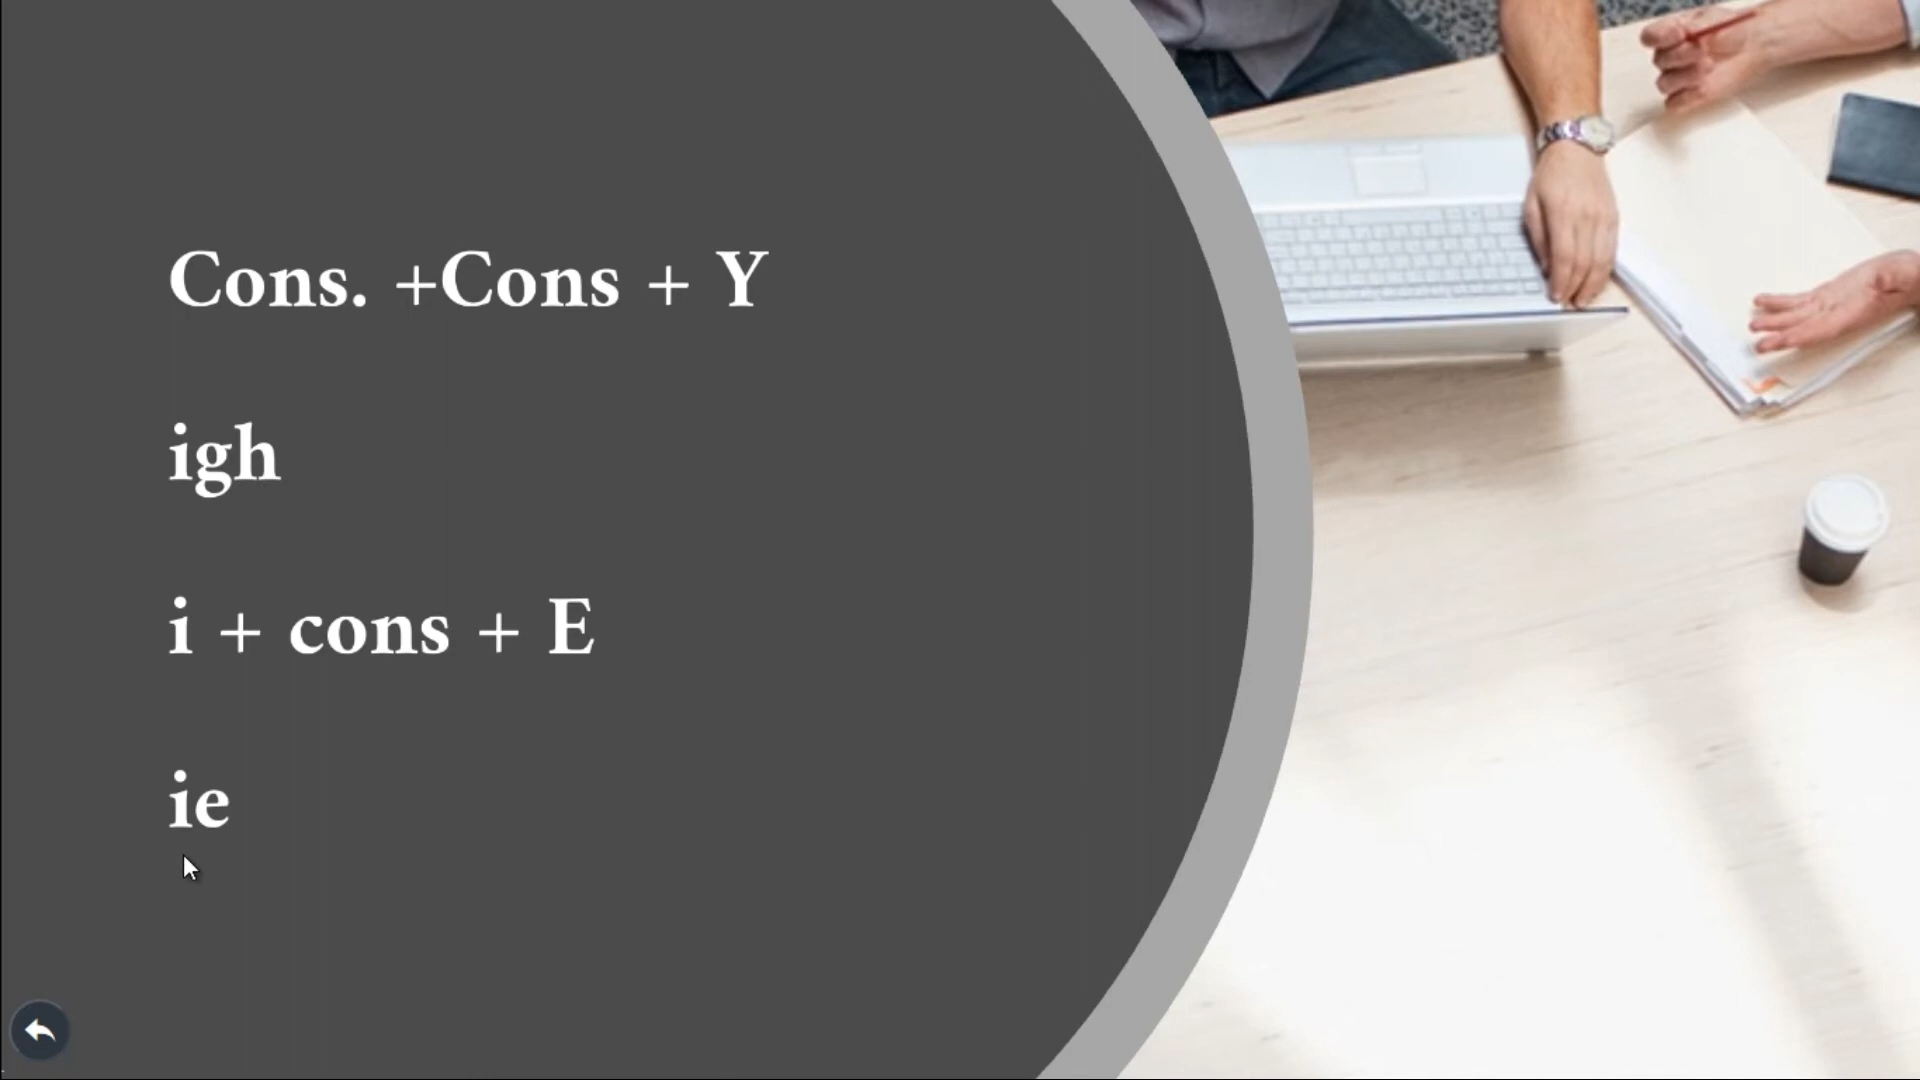 Cons. +Cons + Y
igh
i + cons + E
ie